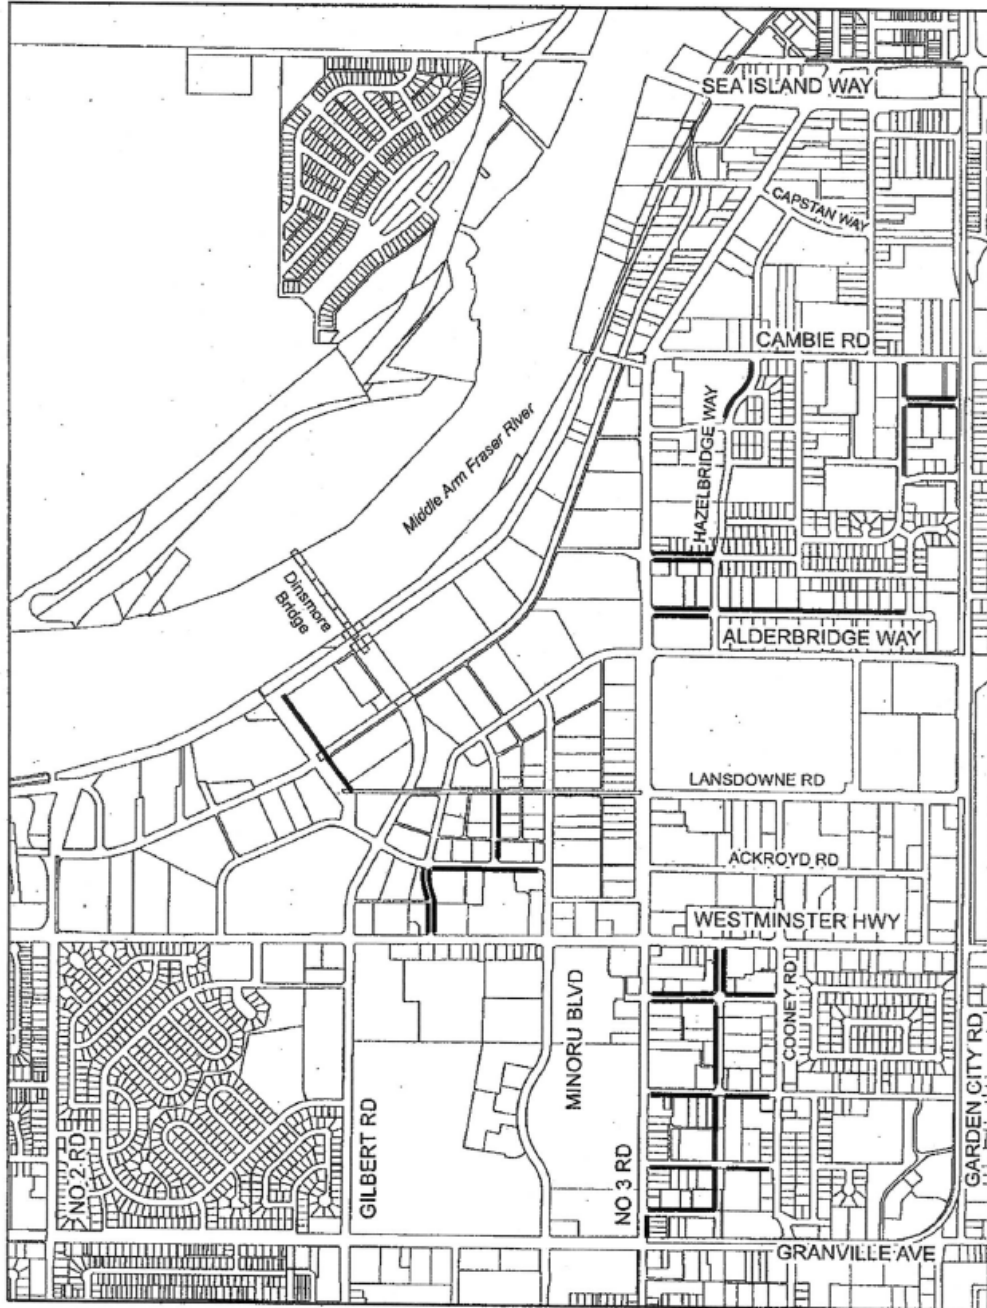 SEA ISLAND WAY
CAPSTAN WAY
CAMBIE RD
HAZELBRIDGE WAY
Middle Arm Fraser River
Dinsmore
Bridge
ALDERBRIDGE WAY
LANSDOWNE RD
ACKROYD RD
WESTMINSTER HWY
COONEY RD
MINORU BLVD
GARDEN CITY RD
NO 2 RD
GILBERT RD
NO 3 RD
GRANVILLE AVE